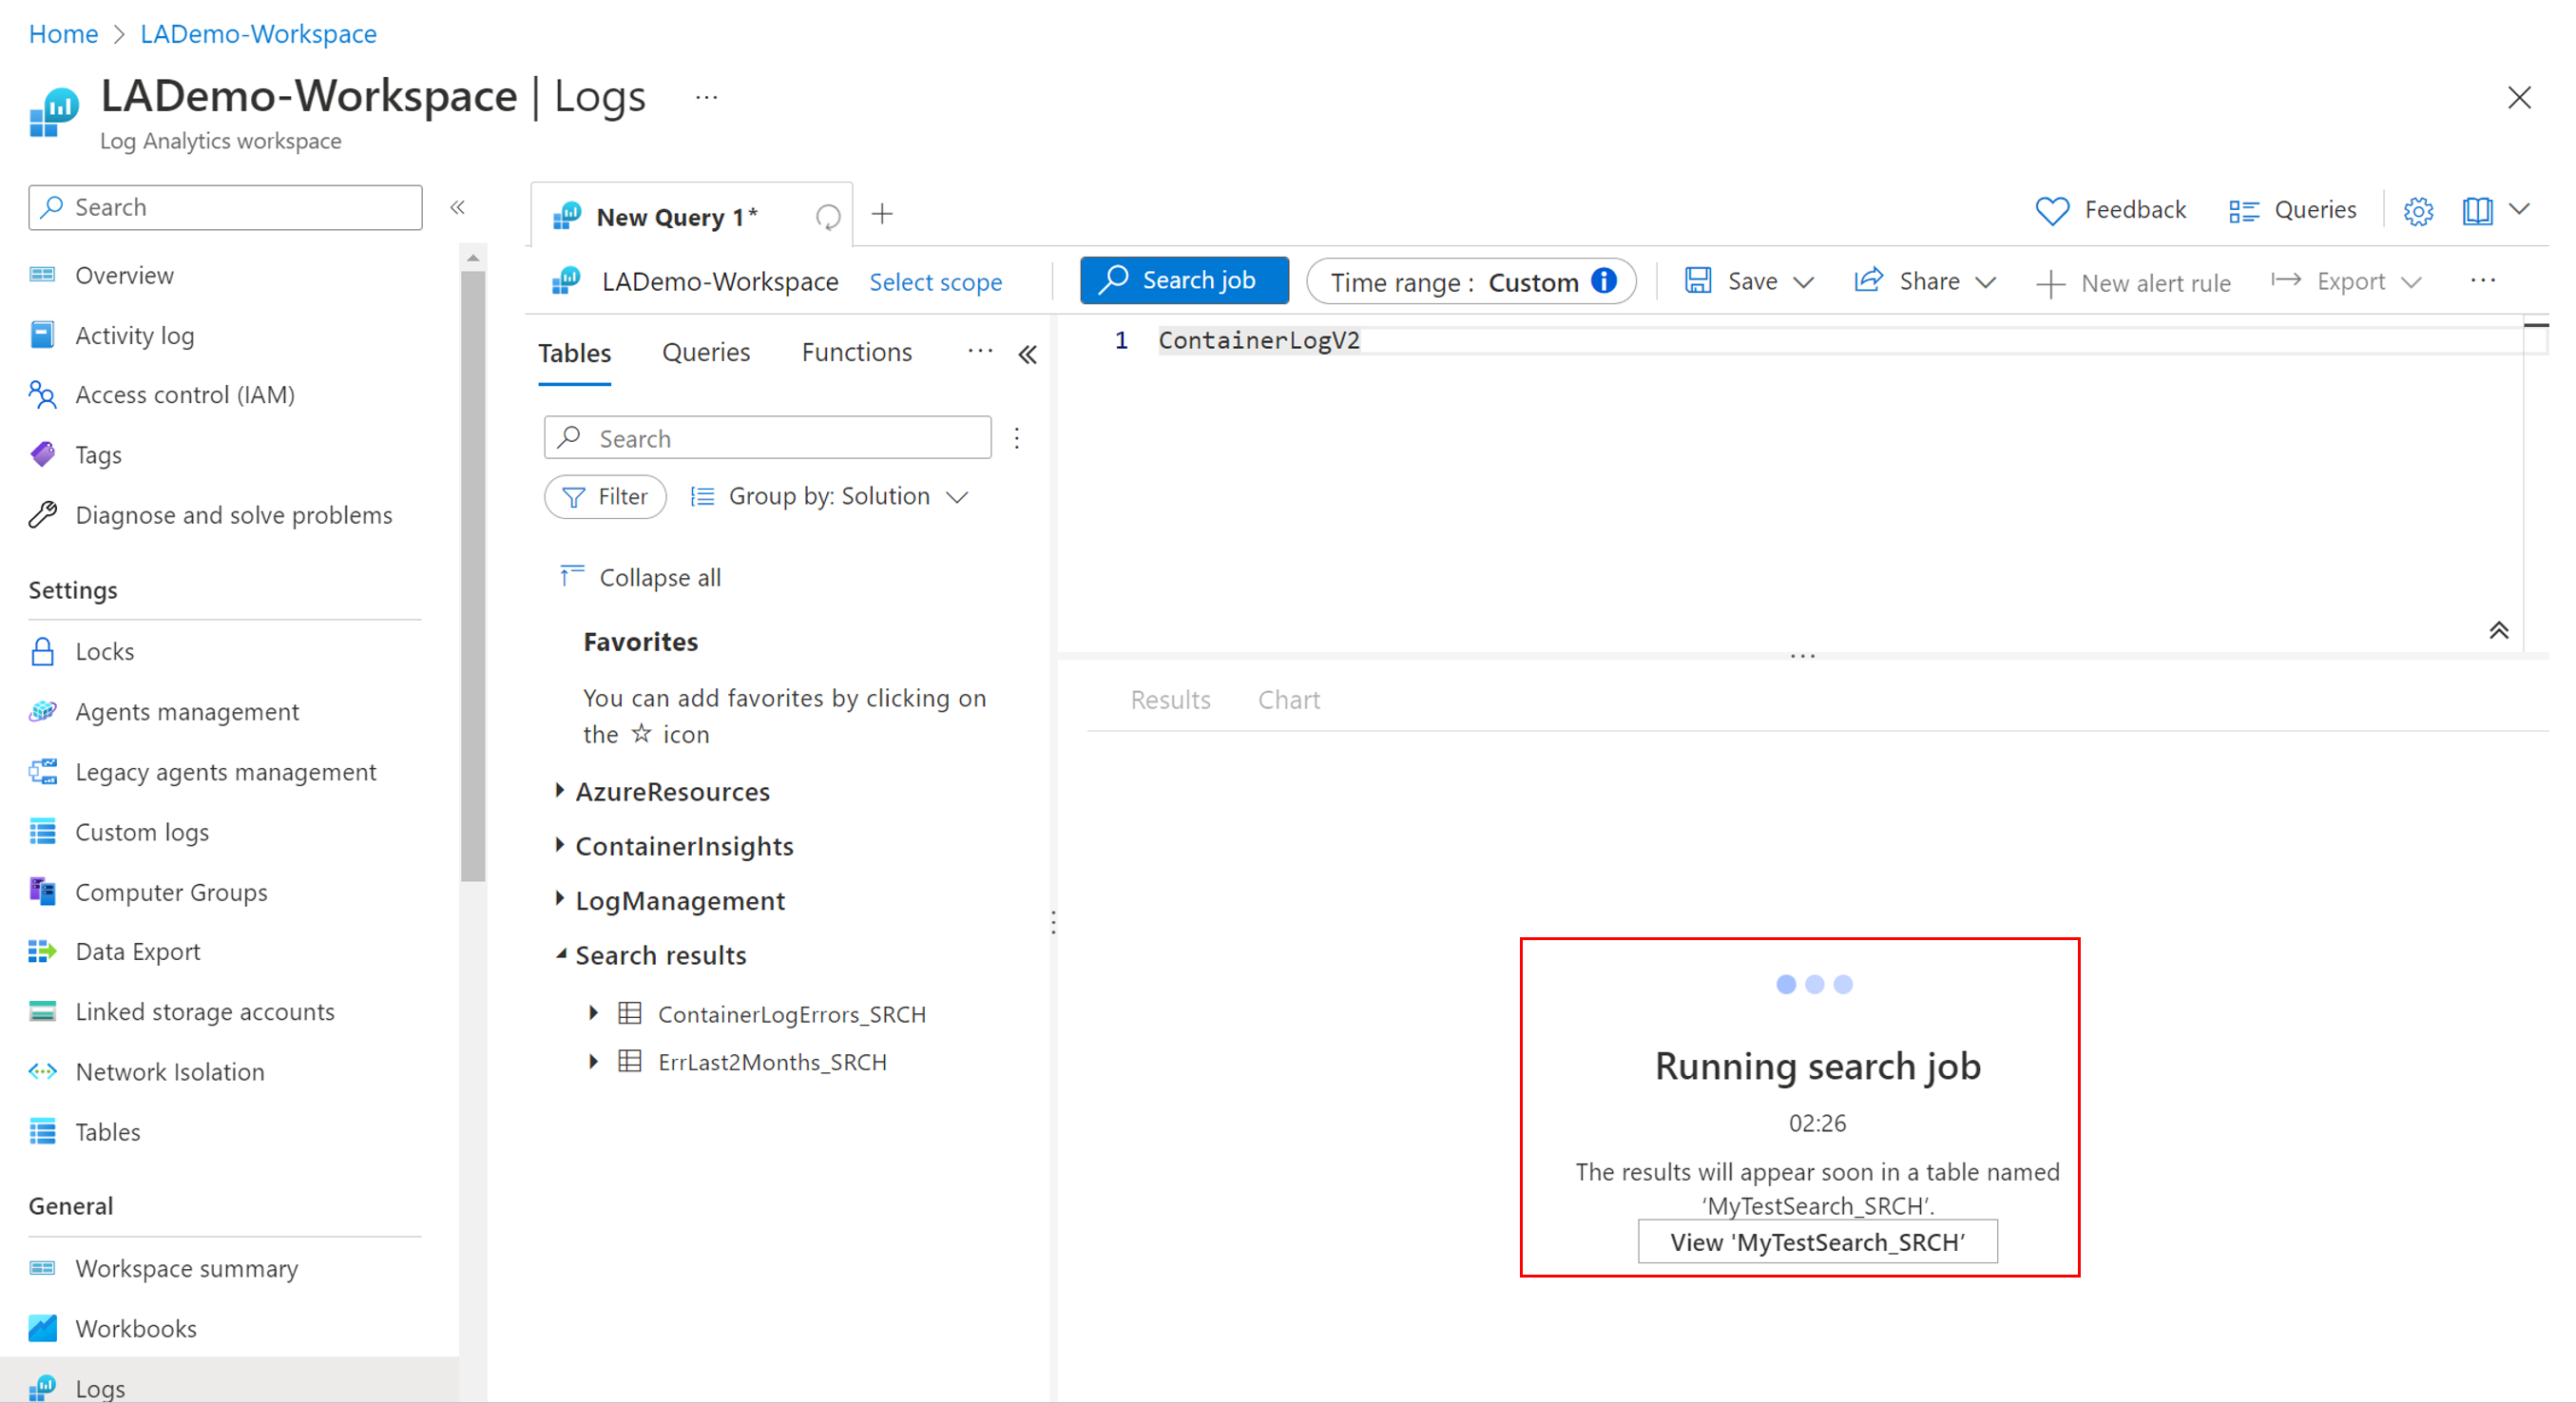 Home > LADemo-Workspace
LADemo-Workspace | Logs ...
Log Analytics workspace
Search
Overview
Activity log
Access control (IAM)
Tags
Diagnose and solve problems
Settings
Locks
Agents management
Legacy agents management
Custom logs
Computer Groups
Data Export
Linked storage accounts
Network Isolation
Tables
General
Workspace summary
Workbooks
Logs
New Query 1*
Feedback
Queries
LADemo-Workspace
Select scope
Search job
Time range : Custom
Save
Share
New alert rule
Export
Tables
Queries
Functions
Search
Filter
Group by: Solution
Collapse all
Favorites
You can add favorites by clicking on
the ☆ icon
AzureResources
ContainerInsights
LogManagement
Search results
ContainerLogErrors_SRCH
ErrLast2Months_SRCH
1 ContainerLogV2
Results
Chart
Running search job
02:26
The results will appear soon in a table named
'MyTestSearch_SRCH'.
View 'MyTestSearch_SRCH'